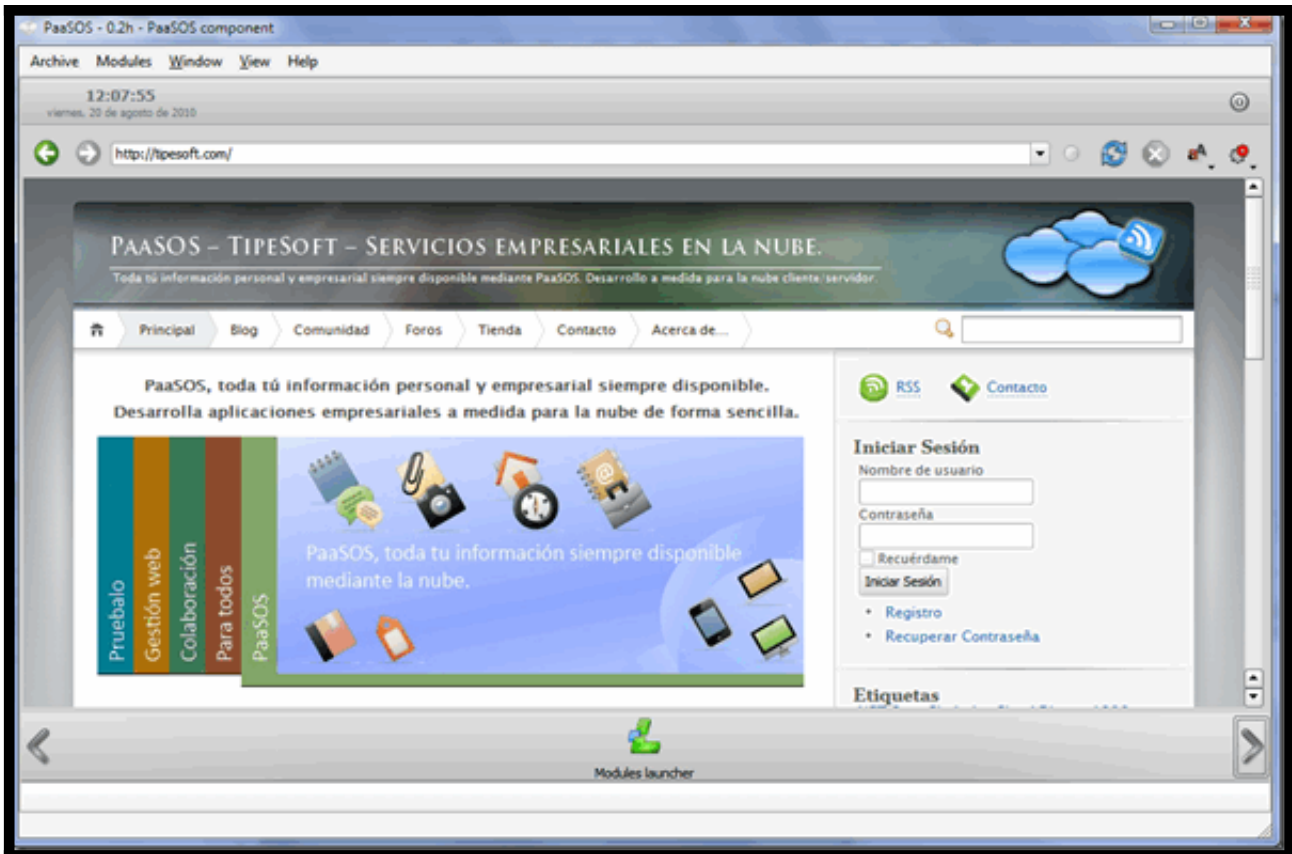 PaaSOS - 0.2h - PaaSOS component
Archive Modules Window View Help
12:07:55
viernes, 20 de agosto de 2010
http://tipesoft.com/
PaaSOS – TipeSoft – Servicios empresariales en la nube.
Toda tú información personal y empresarial siempre disponible mediante PaaSOS. Desarrollo a medida para la nube cliente/servidor.
Principal Blog Comunidad Foros Tienda Contacto Acerca de...
PaaSOS, toda tú información personal y empresarial siempre disponible.
Desarrolla aplicaciones empresariales a medida para la nube de forma sencilla.
Pruebalo
Gestión web
Colaboración
Para todos
PaaSOS
PaaSOS, toda tu información siempre disponible
mediante la nube.
RSS Contacto
Iniciar Sesión
Nombre de usuario
Contraseña
Recuérdame
Iniciar Sesión
Registro
Recuperar Contraseña
Etiquetas
Modules launcher